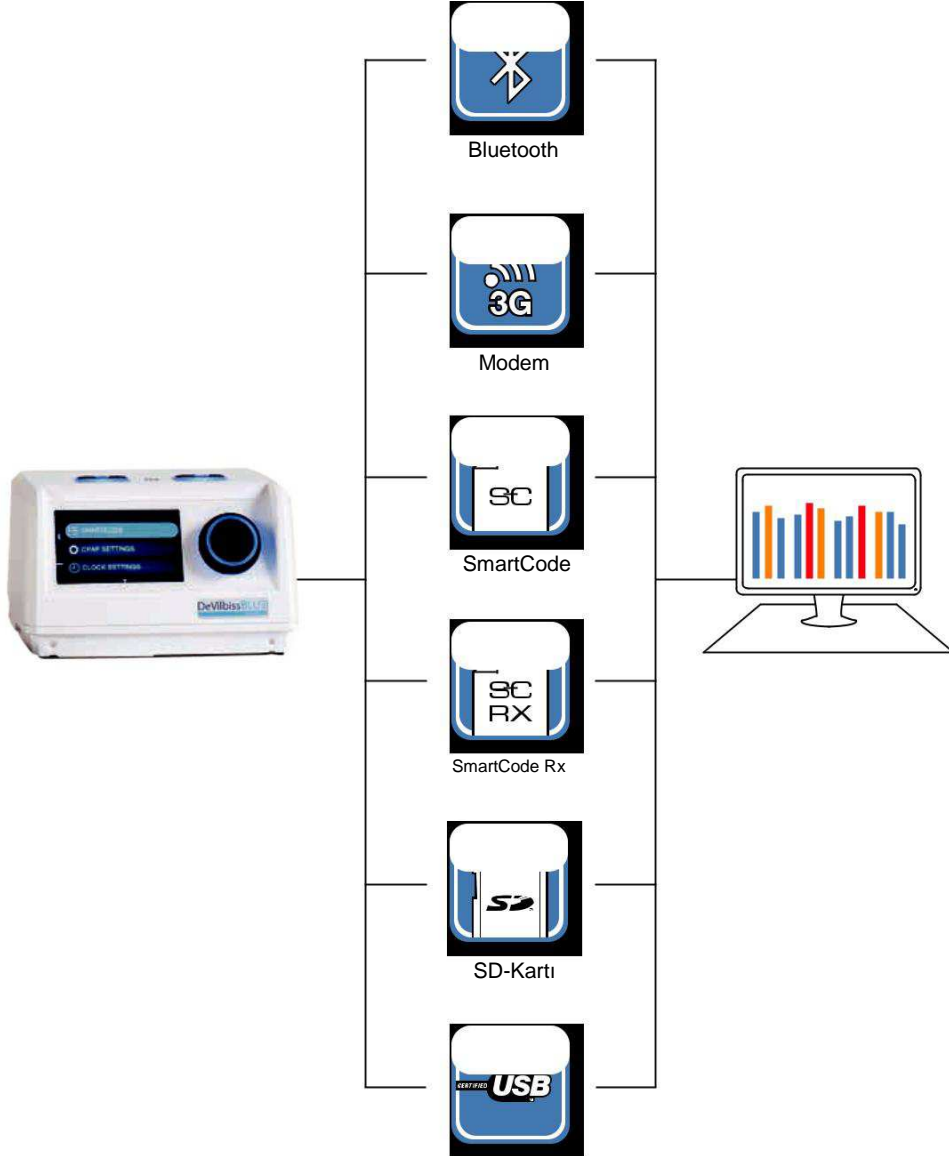 Bluetooth
3G
Modem
SC
SmartCode
SC
RX
SmartCode Rx
SMARTCODE
CPAP SETTINGS
CLOCK SETTINGS
DeVilbiss BLUE
SD
SD-Kartı
CERTIFIED USB